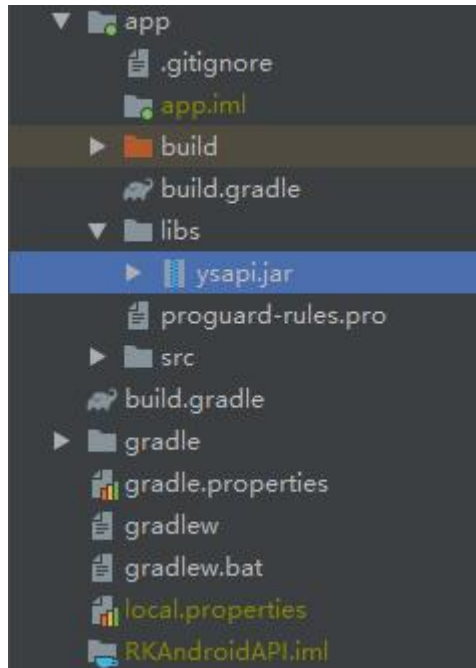 app
.gitignore
app.iml
build
build.gradle
libs
ysapi.jar
proguard-rules.pro
src
build.gradle
gradle
gradle.properties
gradlew
gradlew.bat
local.properties
RKAndroidAPI.iml